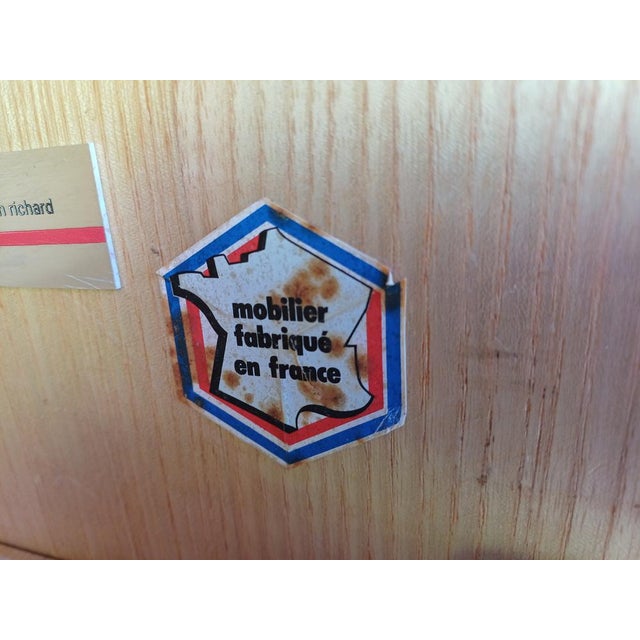 richard
mobilier
fabriqué
en france